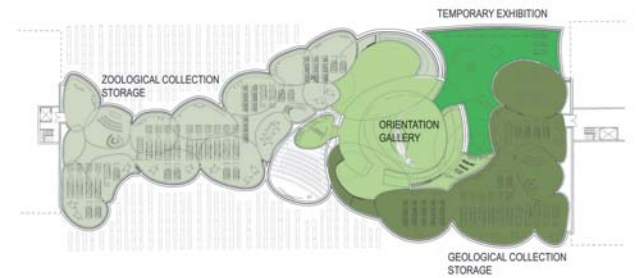 TEMPORARY EXHIBITION
ZOOLOGICAL COLLECTION
STORAGE
ORIENTATION
GALLERY
GEOLOGICAL COLLECTION
STORAGE